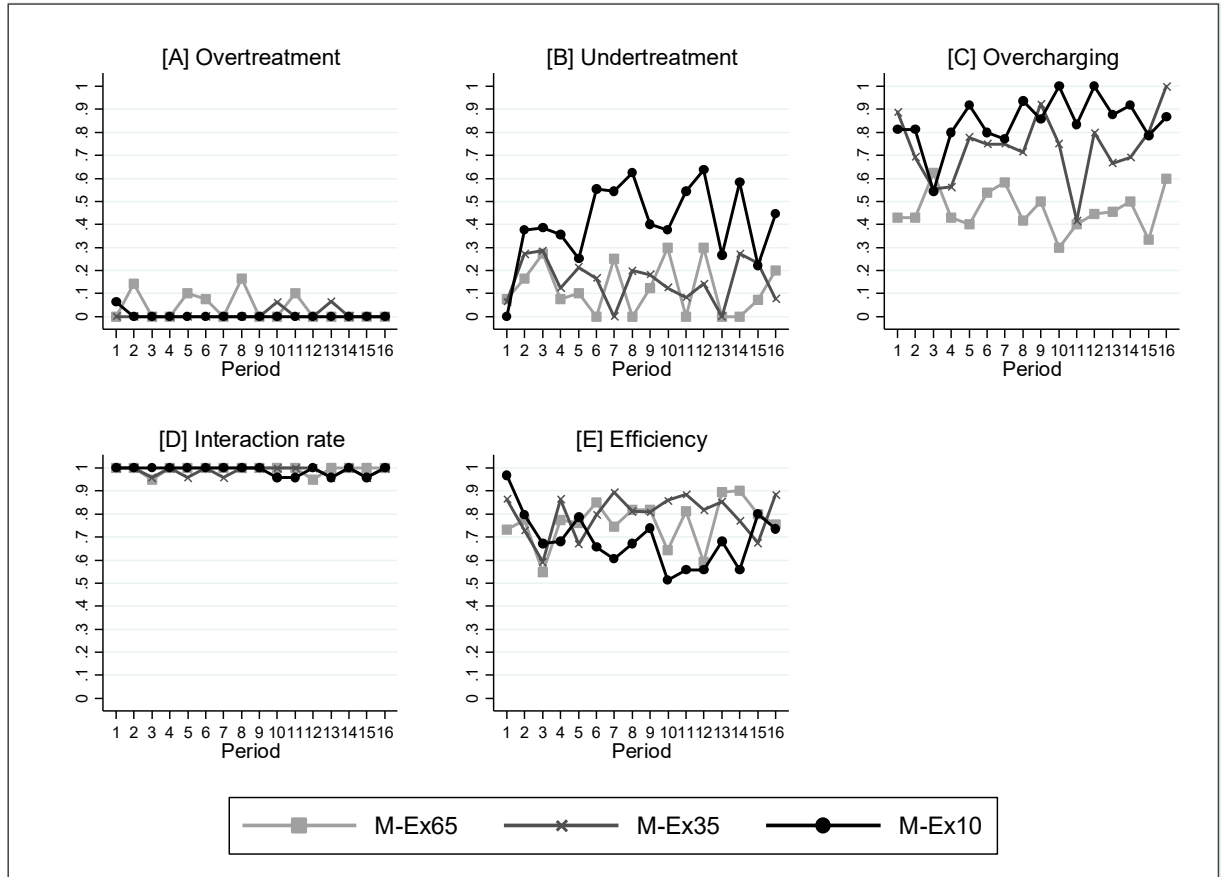 [A] Overtreatment
0 .1 .2 .3 .4 .5 .6 .7 .8 .9 1
1 2 3 4 5 6 7 8 9 10 11 12 13 14 15 16
Period
[B] Undertreatment
0 .1 .2 .3 .4 .5 .6 .7 .8 .9 1
1 2 3 4 5 6 7 8 9 10 11 12 13 14 15 16
Period
[C] Overcharging
0 .1 .2 .3 .4 .5 .6 .7 .8 .9 1
1 2 3 4 5 6 7 8 9 10 11 12 13 14 15 16
Period
[D] Interaction rate
0 .1 .2 .3 .4 .5 .6 .7 .8 .9 1
1 2 3 4 5 6 7 8 9 10 11 12 13 14 15 16
Period
[E] Efficiency
0 .1 .2 .3 .4 .5 .6 .7 .8 .9 1
1 2 3 4 5 6 7 8 9 10 11 12 13 14 15 16
Period
M-Ex65 M-Ex35 M-Ex10